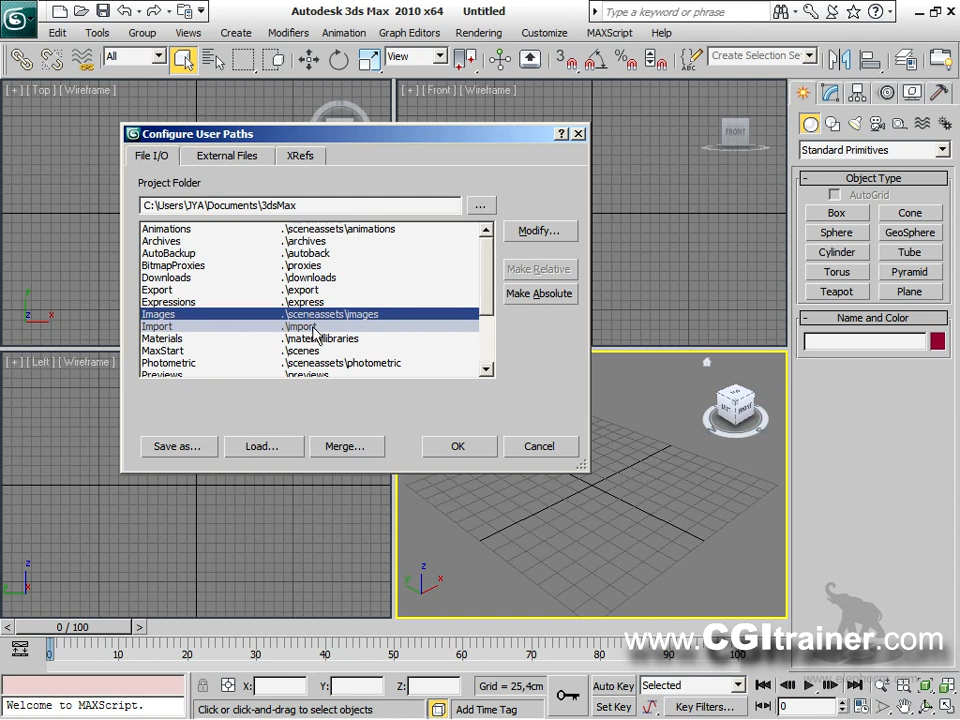 Autodesk 3ds Max 2010 x64 Untitled
Type a keyword or phrase
Edit Tools Group Views Create Modifiers Animation Graph Editors Rendering Customize MAXScript Help
All View 3 Create Selection Se
[ + ] [ Top ] [ Wireframe ] [ + ] [ Front ] [ Wireframe ]
FRONT
Configure User Paths
File I/O External Files XRefs
Project Folder
C:\Users\JYA\Documents\3dsMax ...
Animations .\sceneassets\animations
Archives .\archives
AutoBackup .\autoback
BitmapProxies .\proxies
Downloads .\downloads
Export .\export
Expressions .\express
Images .\sceneassets\images
Import .\import
Materials
MaxStart .\scenes
Photometric .\sceneassets\photometric
Previews .\previews
Modify...
Make Relative
Make Absolute
Save as... Load... Merge... OK Cancel
Standard Primitives
Object Type
AutoGrid
Box Cone
Sphere GeoSphere
Cylinder Tube
Torus Pyramid
Teapot Plane
Name and Color
[ + ] [ Left ] [ Wireframe ]
z x
z y x
z x
< 0 / 100 >
0 10 20 30 40 50 60 70 80 90 100
www.CGItrainer.com
Welcome to MAXScript.
X: Y: Z: Grid = 25,4cm
Click or click-and-drag to select objects Add Time Tag
Auto Key Selected
Set Key Key Filters... 0